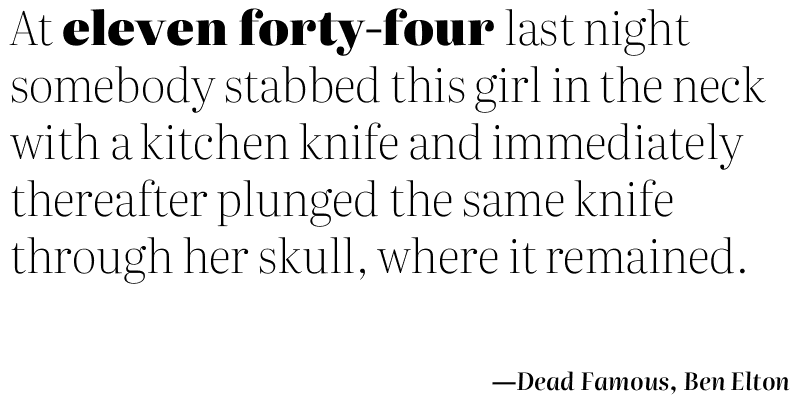 At eleven forty-four last night
somebody stabbed this girl in the neck
with a kitchen knife and immediately
thereafter plunged the same knife
through her skull, where it remained.
—Dead Famous, Ben Elton